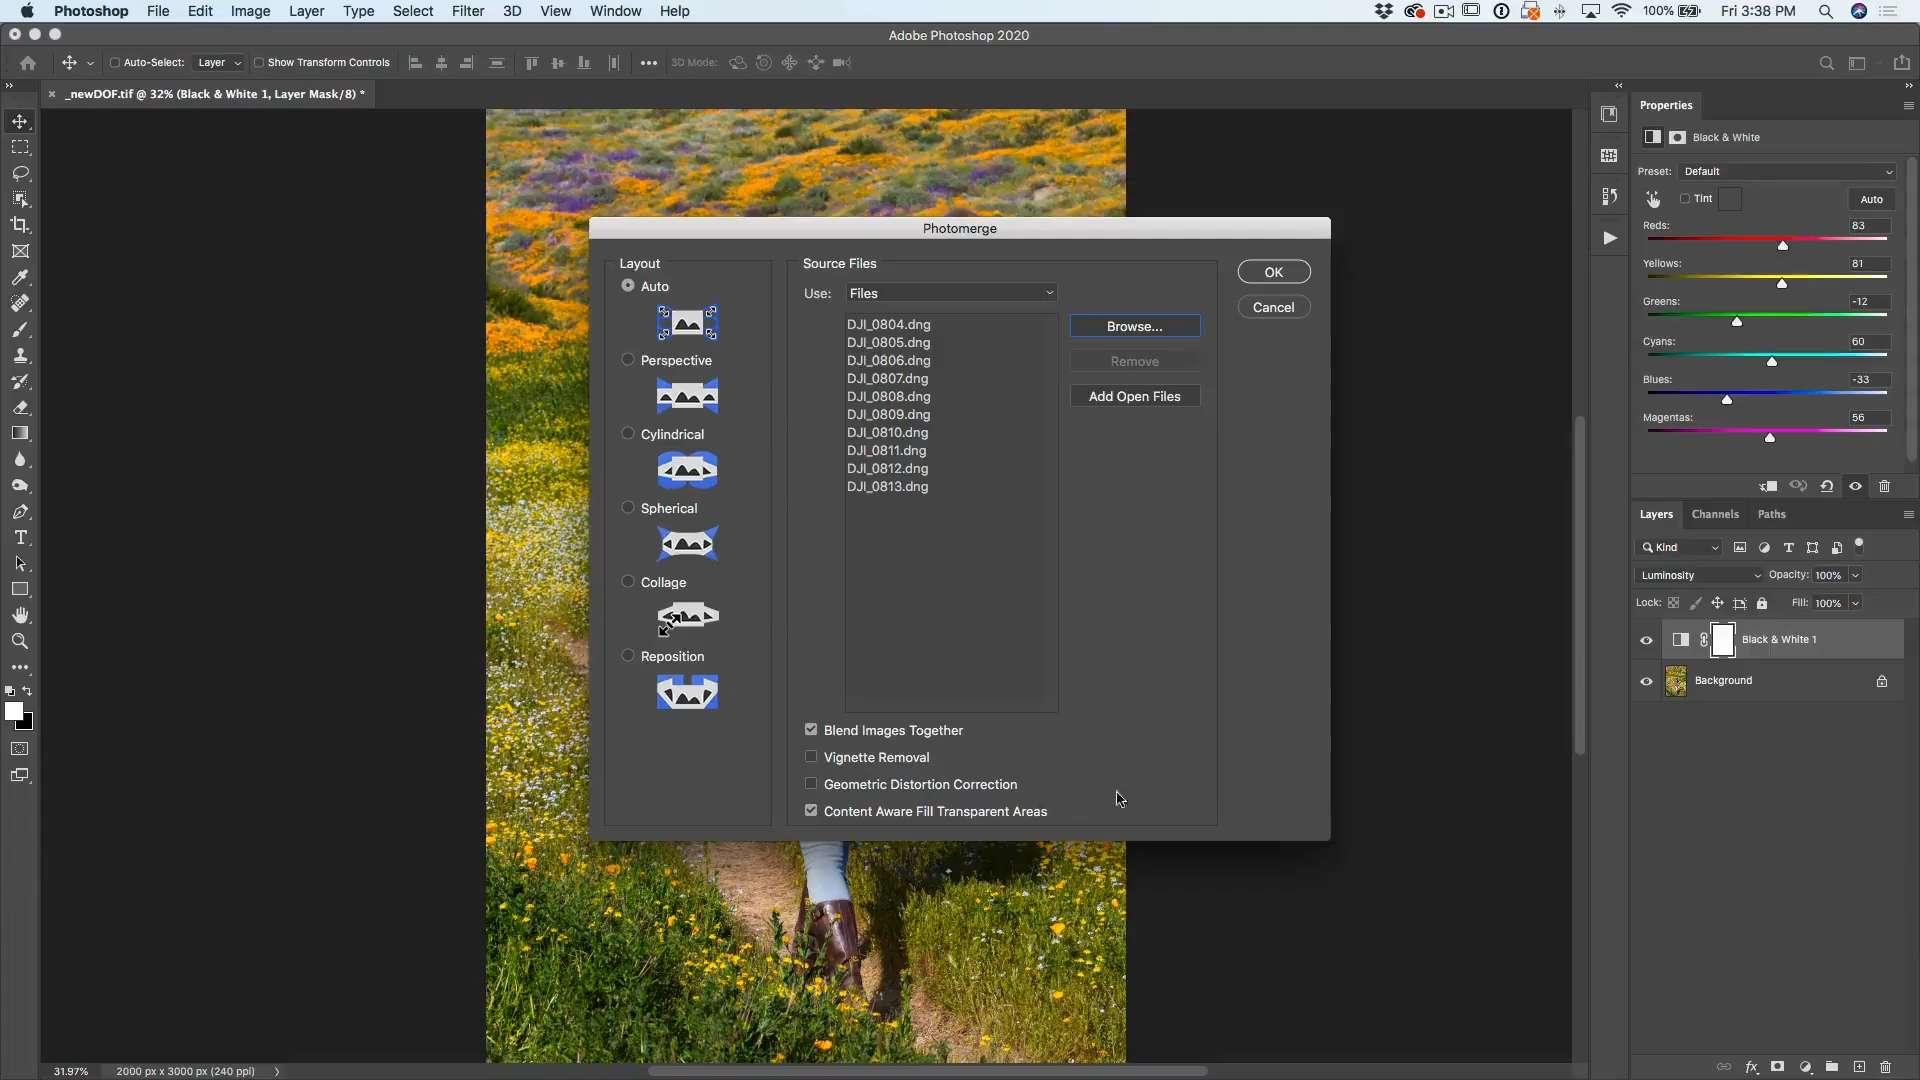 Photoshop File Edit Image Layer Type Select Filter 3D View Window Help 100% Fri 3:38 PM
Adobe Photoshop 2020
Auto-Select: Layer Show Transform Controls 3D Mode:
_newDOF.tif @ 32% (Black & White 1, Layer Mask/8) *
Photomerge
Layout
Auto
Perspective
Cylindrical
Spherical
Collage
Reposition
Source Files
Use: Files
DJI_0804.dng
DJI_0805.dng
DJI_0806.dng
DJI_0807.dng
DJI_0808.dng
DJI_0809.dng
DJI_0810.dng
DJI_0811.dng
DJI_0812.dng
DJI_0813.dng
Browse...
Remove
Add Open Files
OK
Cancel
Blend Images Together
Vignette Removal
Geometric Distortion Correction
Content Aware Fill Transparent Areas
Properties
Black & White
Preset: Default
Tint Auto
Reds: 83
Yellows: 81
Greens: -12
Cyans: 60
Blues: -33
Magentas: 56
Layers Channels Paths
Kind
Luminosity Opacity: 100%
Lock: Fill: 100%
Black & White 1
Background
31.97% 2000 px x 3000 px (240 ppi)